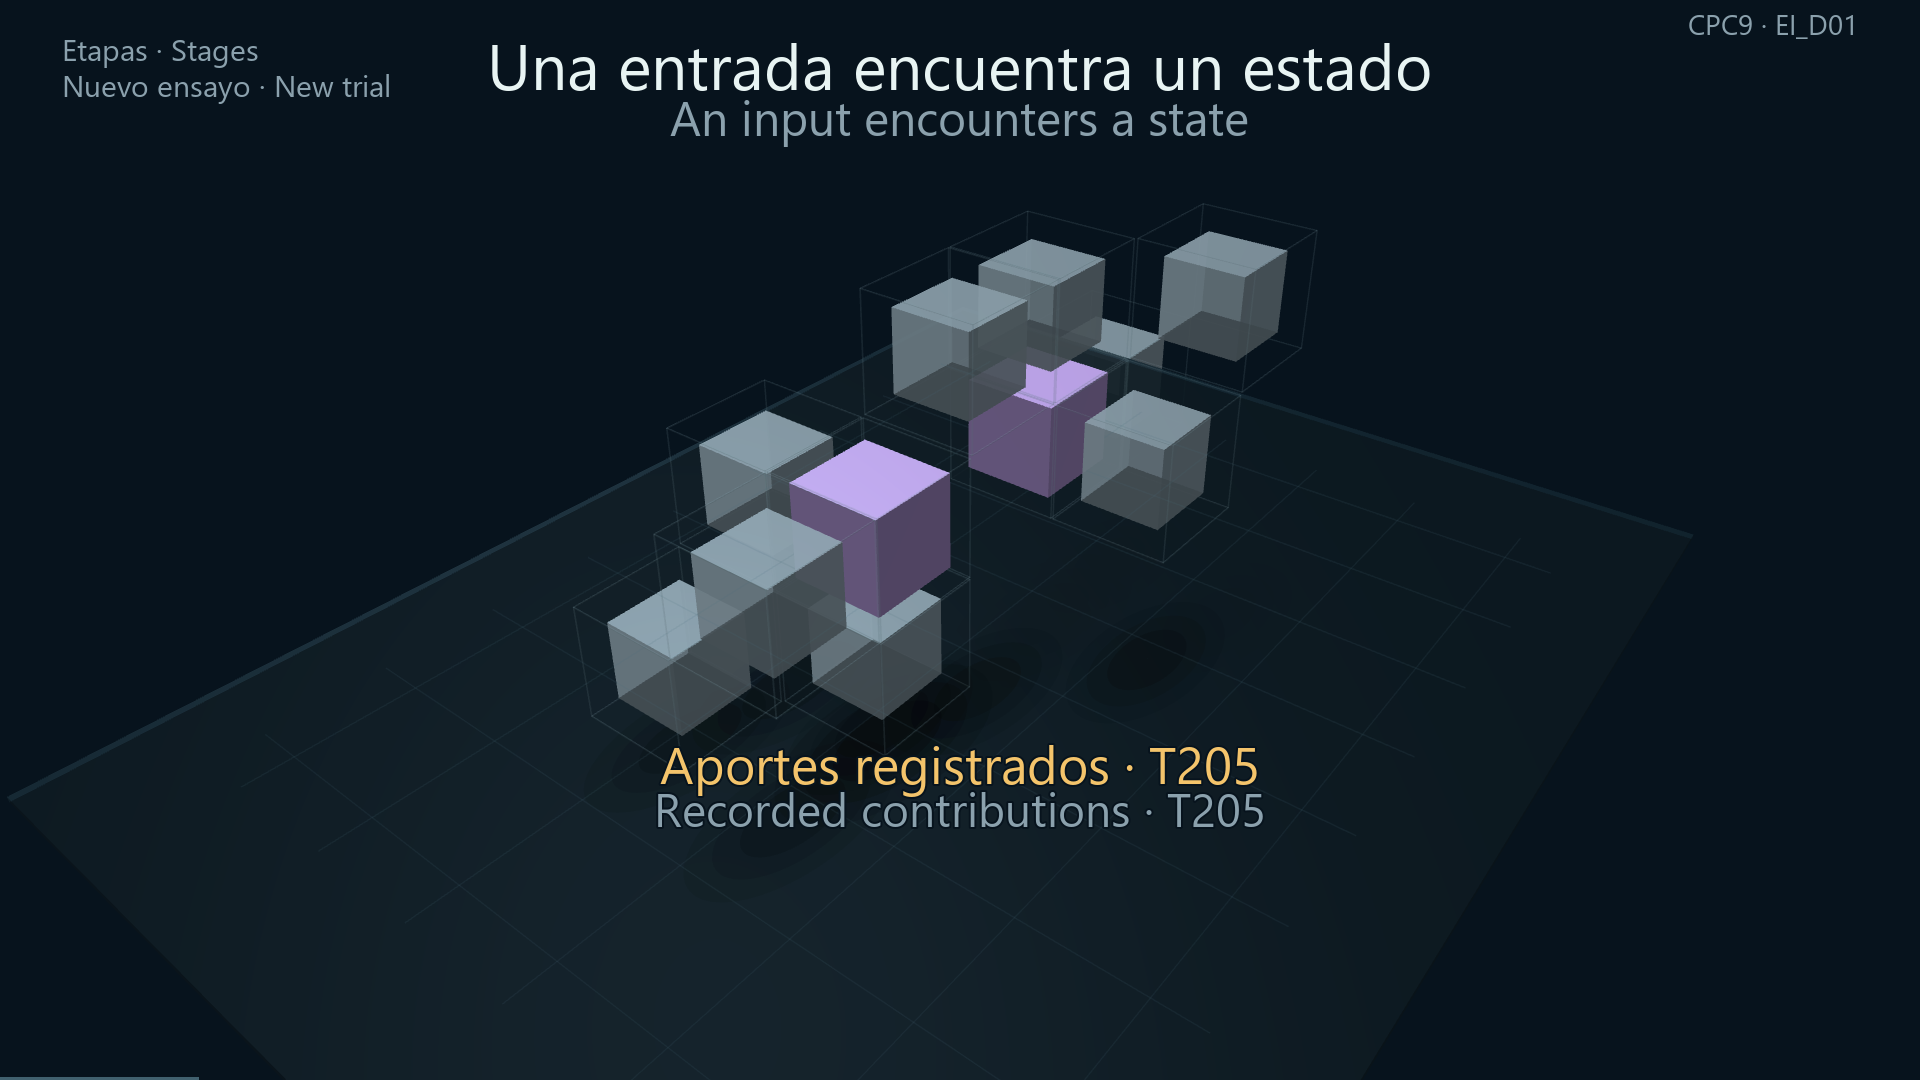 Etapas · Stages
Nuevo ensayo · New trial
Una entrada encuentra un estado
An input encounters a state
CPC9 · EI_D01
Aportes registrados · T205
Recorded contributions · T205